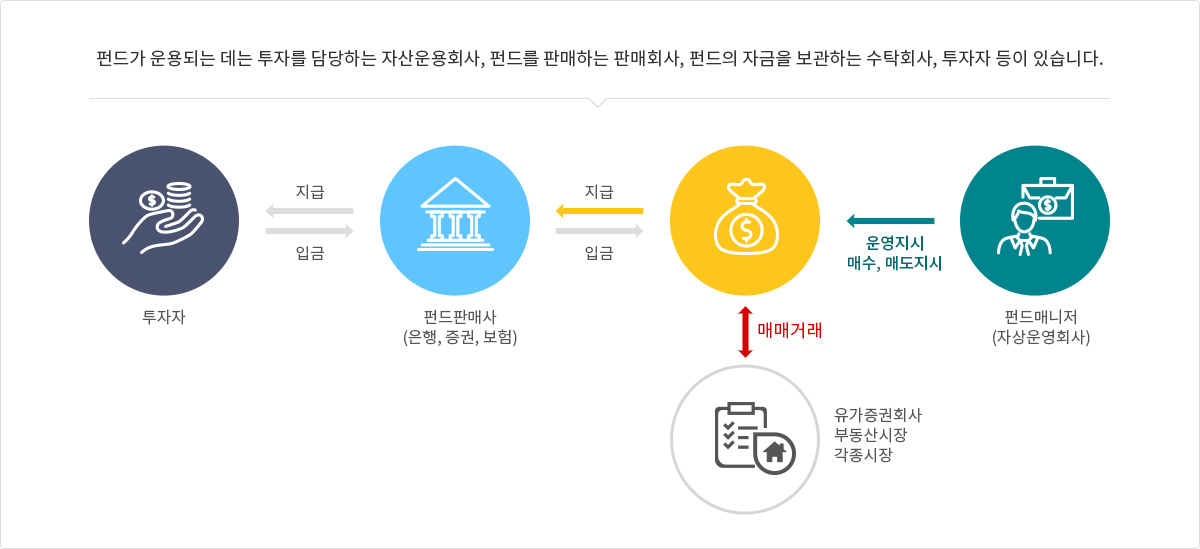 펀드가 운용되는 데는 투자를 담당하는 자산운용회사, 펀드를 판매하는 판매회사, 펀드의 자금을 보관하는 수탁회사, 투자자 등이 있습니다.
지급
입금
지급
입금
운영지시
매수, 매도지시
투자자
펀드판매사
(은행, 증권, 보험)
매매거래
펀드매니저
(자상운영회사)
유가증권회사
부동산시장
각종시장